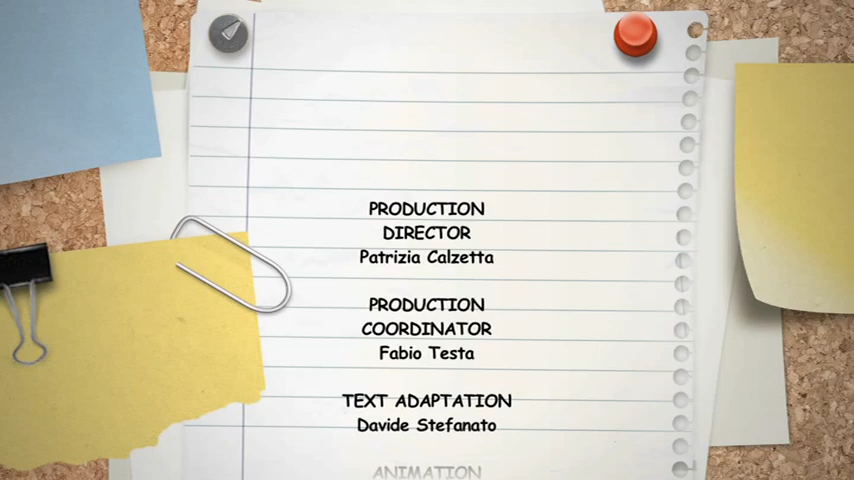 PRODUCTION
DIRECTOR
Patrizia Calzetta
PRODUCTION
COORDINATOR
Fabio Testa
TEXT ADAPTATION
Davide Stefanato
ANIMATION